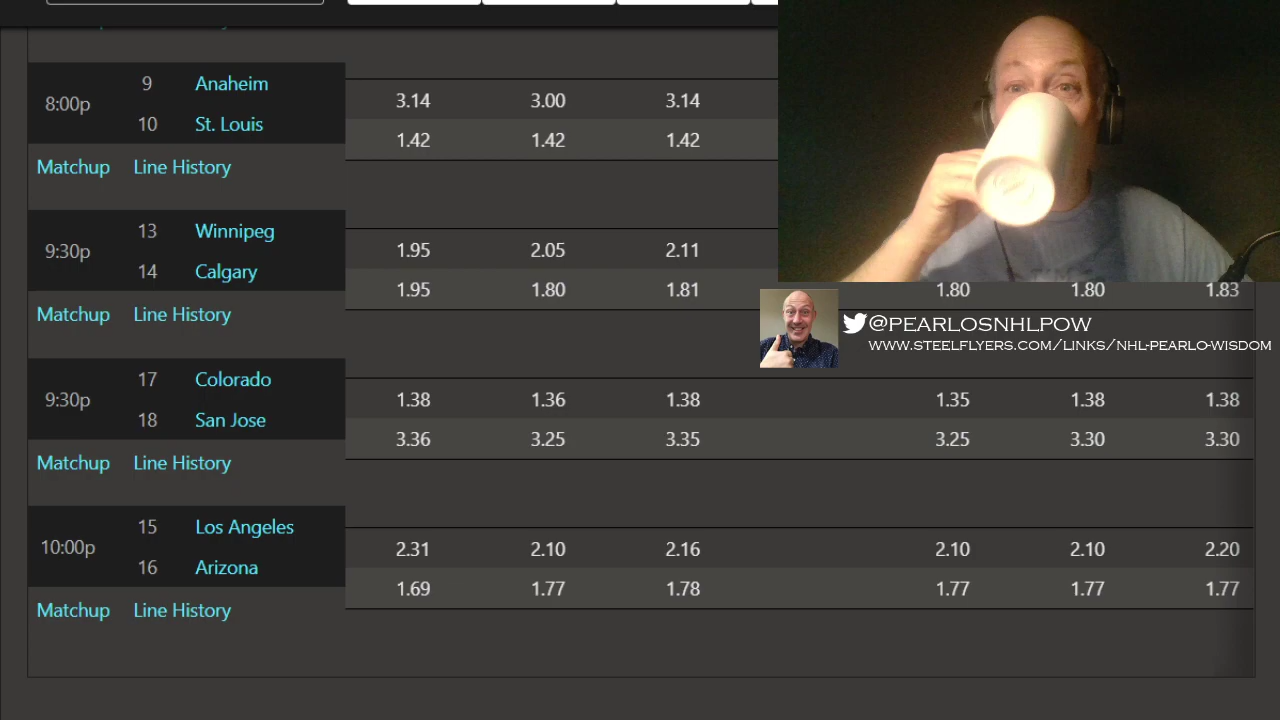 8:00p 9 Anaheim 3.14 3.00 3.14
10 St. Louis 1.42 1.42 1.42
Matchup Line History
9:30p 13 Winnipeg 1.95 2.05 2.11
14 Calgary 1.95 1.80 1.81 1.80 1.80 1.83
Matchup Line History
@PEARLOSNHLPOW
WWW.STEELFLYERS.COM/LINKS/NHL-PEARLO-WISDOM
9:30p 17 Colorado 1.38 1.36 1.38 1.35 1.38 1.38
18 San Jose 3.36 3.25 3.35 3.25 3.30 3.30
Matchup Line History
10:00p 15 Los Angeles 2.31 2.10 2.16 2.10 2.10 2.20
16 Arizona 1.69 1.77 1.78 1.77 1.77 1.77
Matchup Line History